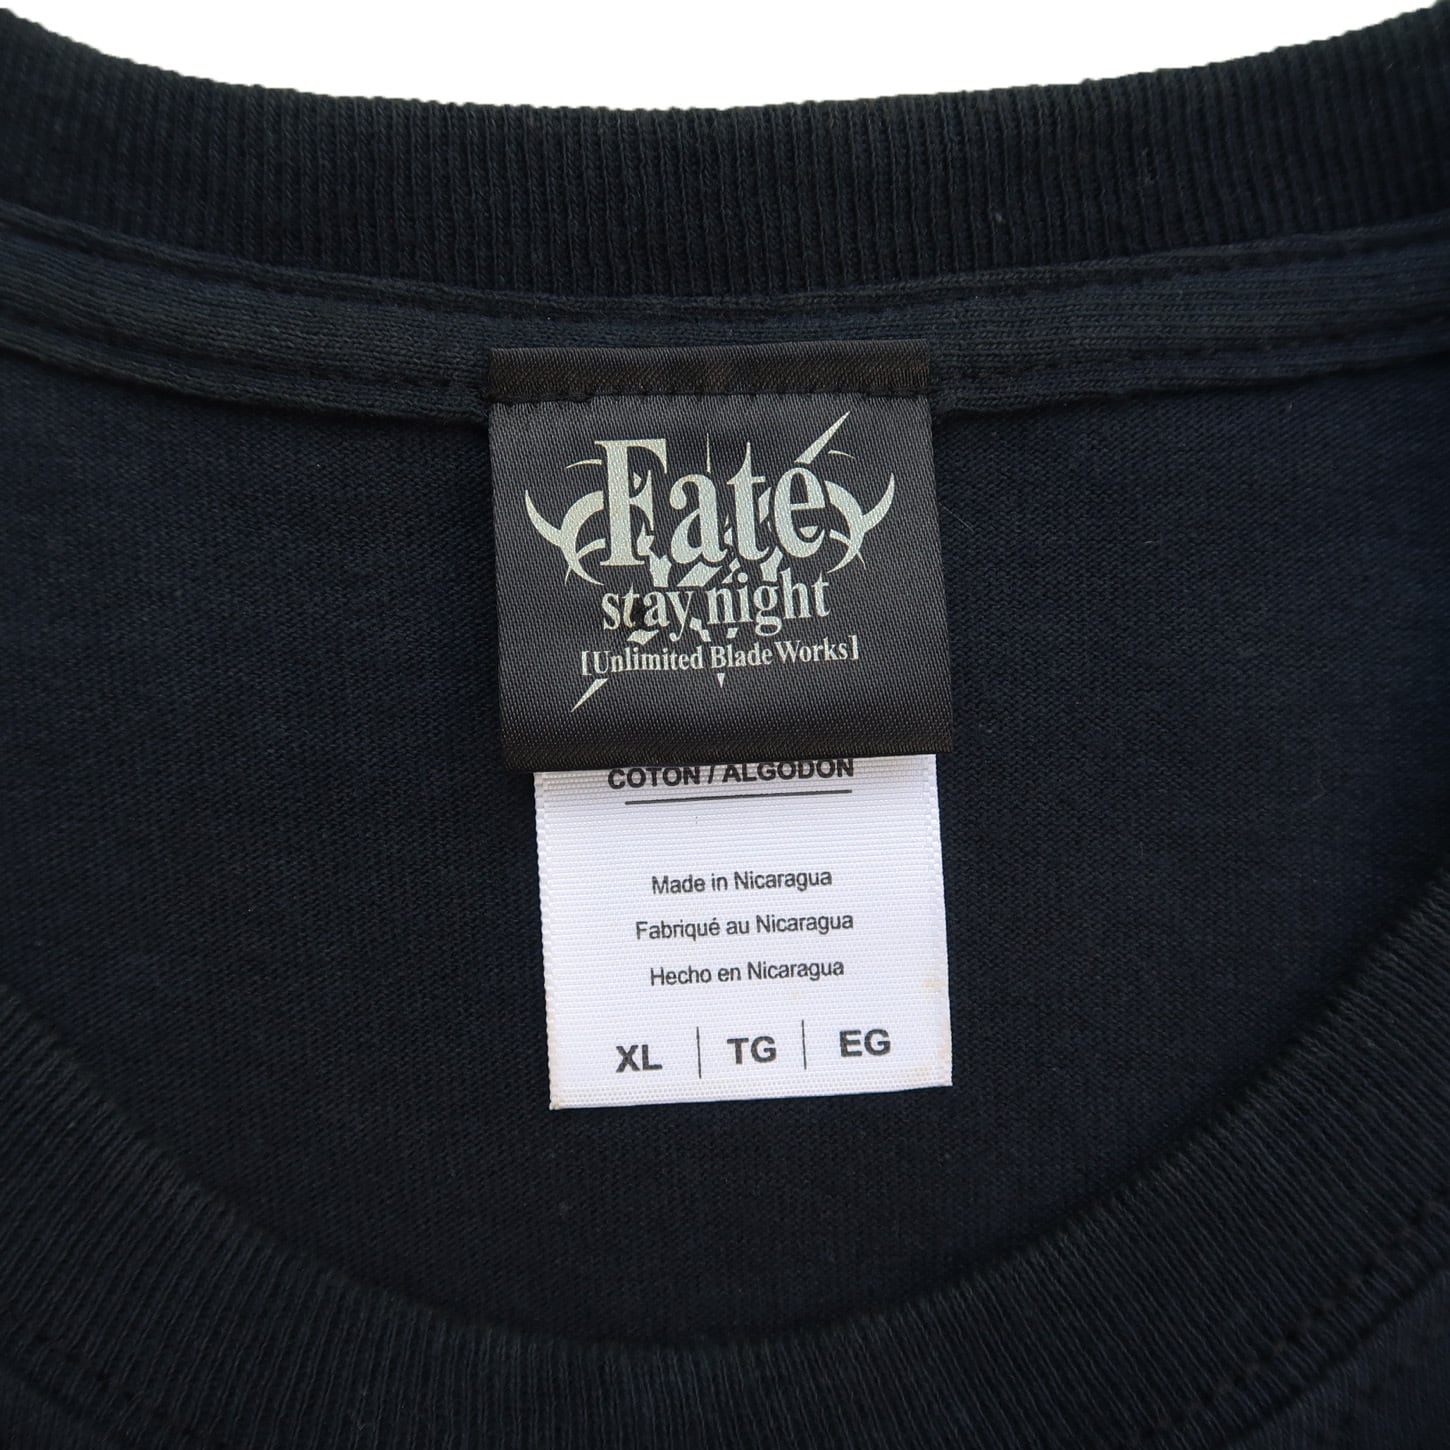 Fate
stay night
[Unlimited Blade Works]
COTON / ALGODON
Made in Nicaragua
Fabriqué au Nicaragua
Hecho en Nicaragua
XL | TG | EG